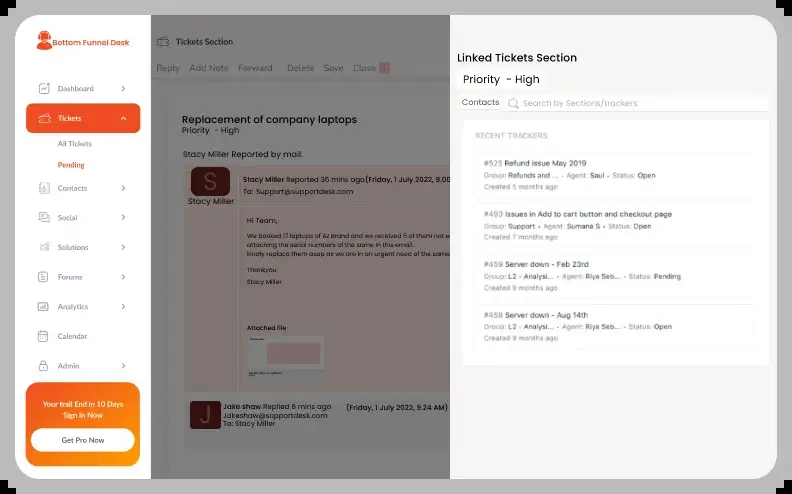 Bottom Funnel Desk
Dashboard
Tickets
All Tickets
Pending
Contacts
Social
Solutions
Forums
Analytics
Calendar
Admin
Your trail End in 10 Days
Sign in Now
Get Pro Now
Tickets Section
Reply Add Note Forward Delete Save Close
Replacement of company laptops
Priority - High
Stacy Miller Reported by mail.
S
Stacy Miller
Stacy Miller Reported 35 mins ago(Friday, 1 July 2022, 9.00
To: Support@supportdesk.com
Hi Team,
We booked 17 laptops of Az Brand and we received 5 of them not w
attaching the serial numbers of the same in this email.
kindly replace them asap as we are in an urgent need of the same
Thankyou
Stacy Miller
Attached file
J
Jake shaw Replied 5 mins ago (Friday, 1 July 2022, 9.24 AM)
Jakeshaw@supportdesk.com
To: Stacy Miller
Linked Tickets Section
Priority - High
Contacts Search by Sections/trackers
RECENT TRACKERS
#525 Refund issue May 2019
Group: Refunds and ... • Agent: Saul • Status: Open
Created 5 months ago
#493 Issues in Add to cart button and checkout page
Group: Support • Agent: Sumana S • Status: Open
Created 7 months ago
#459 Server down - Feb 23rd
Group: L2 - Analysi... • Agent: Riya Seb... • Status: Pending
Created 9 months ago
#458 Server down - Aug 14th
Group: L2 - Analysi... • Agent: Riya Seb... • Status: Open
Created 9 months ago